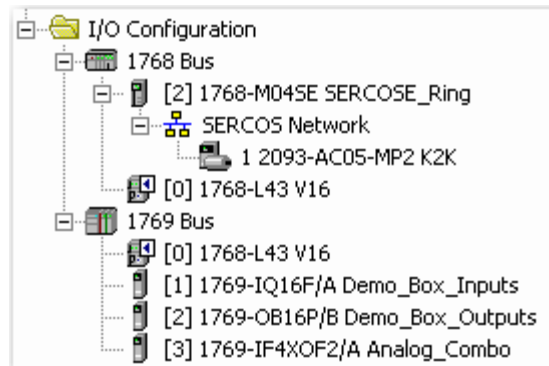 I/O Configuration
1768 Bus
[2] 1768-M04SE SERCOSE_Ring
SERCOS Network
1 2093-AC05-MP2 K2K
[0] 1768-L43 V16
1769 Bus
[0] 1768-L43 V16
[1] 1769-IQ16F/A Demo_Box_Inputs
[2] 1769-OB16P/B Demo_Box_Outputs
[3] 1769-IF4XOF2/A Analog_Combo